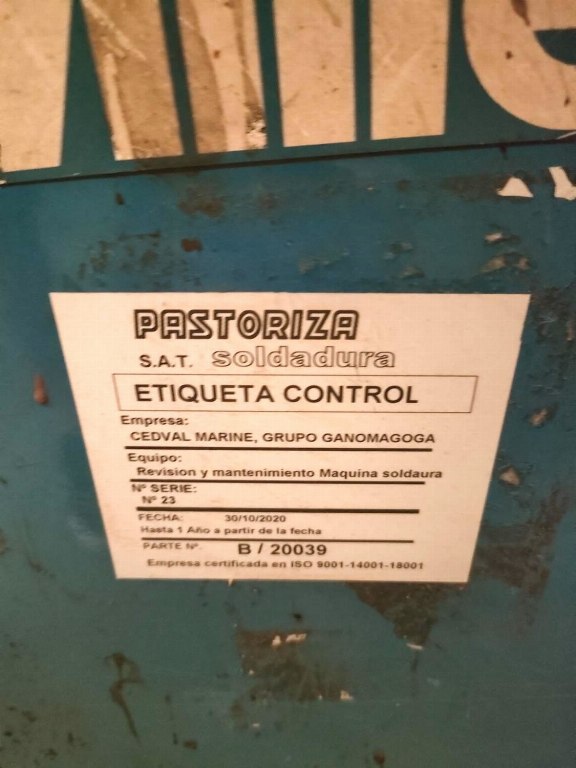 PASTORIZA
S.A.T. soldadura
ETIQUETA CONTROL
Empresa:
CEDVAL MARINE, GRUPO GANOMAGOGA
Equipo:
Revision y mantenimiento Maquina soldaura
Nº SERIE:
Nº 23
FECHA: 30/10/2020
Hasta 1 Año a partir de la fecha
PARTE Nº. B / 20039
Empresa certificada en ISO 9001-14001-18001